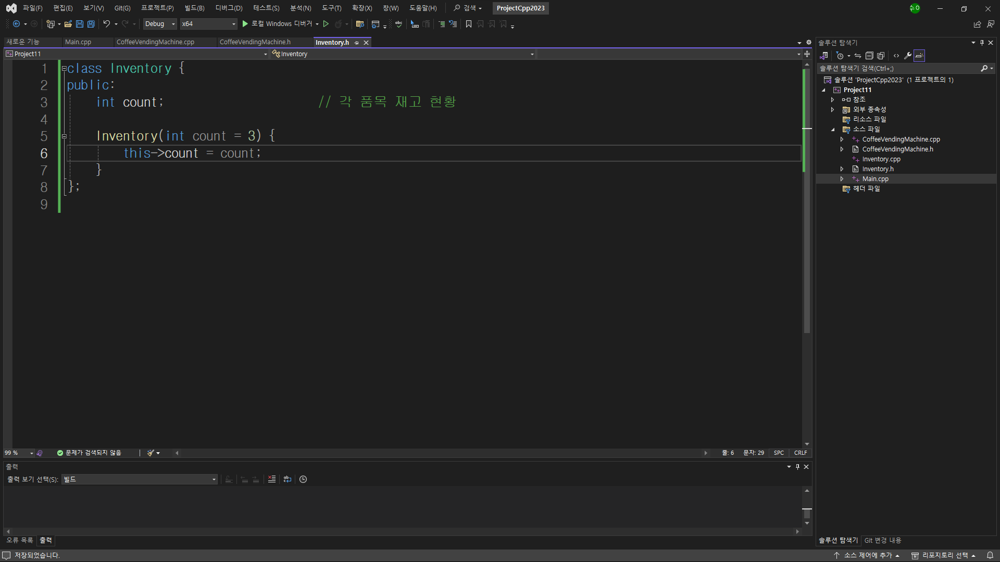 파일(F) 편집(E) 보기(V) Git(G) 프로젝트(P) 빌드(B) 디버그(D) 테스트(S) 분석(N) 도구(T) 확장(X) 창(W) 도움말(H) 검색 ProjectCpp2023 순0
Debug x64 로컬 Windows 디버거
새로운 기능 Main.cpp CoffeeVendingMachine.cpp CoffeeVendingMachine.h Inventory.h
Project11 Inventory
1 class Inventory {
2 public:
3 int count; // 각 품목 재고 현황
4
5 Inventory(int count = 3) {
6 this->count = count;
7 }
8 };
9
99 % 문제가 검색되지 않음 줄: 6 문자: 29 SPC CRLF
출력
출력 보기 선택(S): 빌드
오류 목록 출력
솔루션 탐색기
솔루션 탐색기 검색(Ctrl+;)
솔루션 'ProjectCpp2023' (1 프로젝트의 1)
Project11
참조
외부 종속성
리소스 파일
소스 파일
CoffeeVendingMachine.cpp
CoffeeVendingMachine.h
Inventory.cpp
Inventory.h
Main.cpp
헤더 파일
솔루션 탐색기 Git 변경 내용
저장되었습니다. 소스 제어에 추가 리포지토리 선택